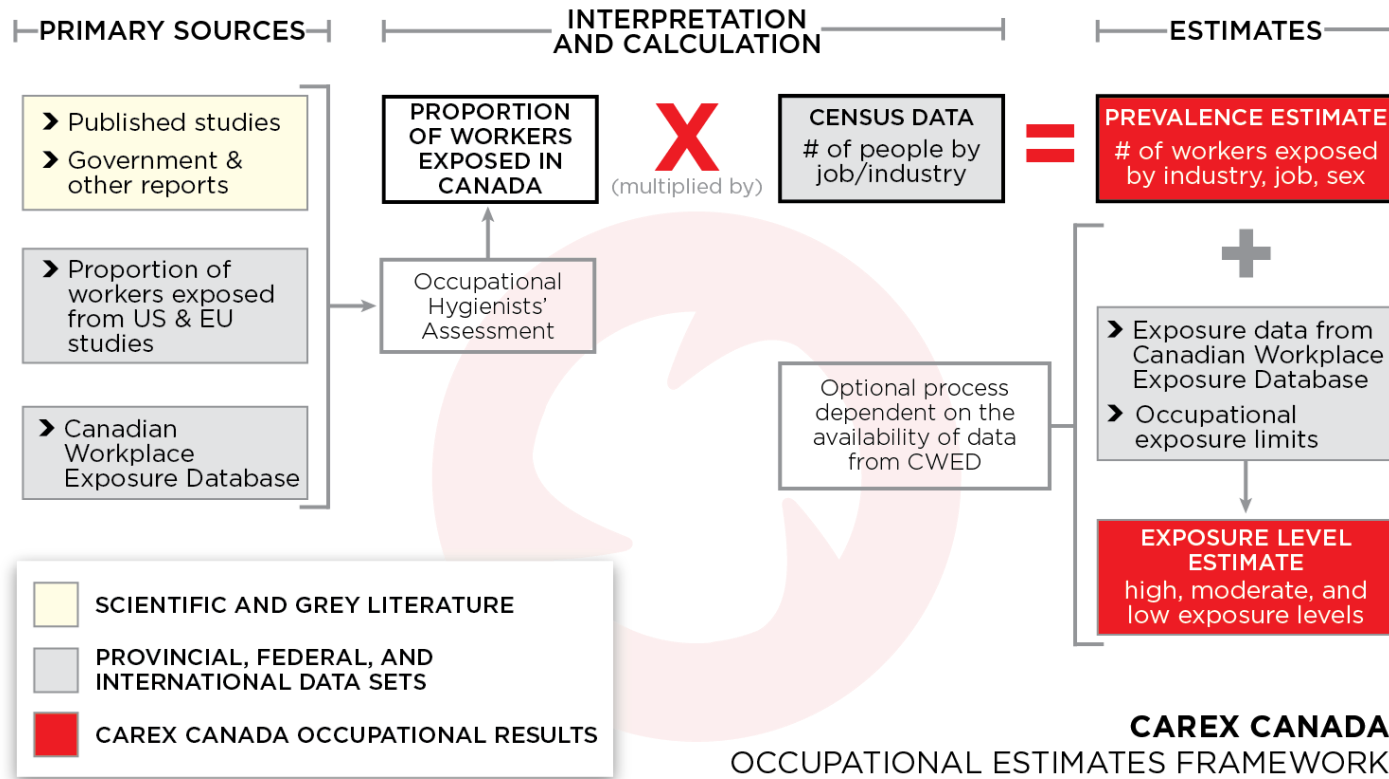 PRIMARY SOURCES
INTERPRETATION
AND CALCULATION
ESTIMATES
Published studies
Government &
other reports
Proportion of
workers exposed
from US & EU
studies
Canadian
Workplace
Exposure Database
PROPORTION
OF WORKERS
EXPOSED IN
CANADA
Occupational
Hygienists’
Assessment
X
(multiplied by)
CENSUS DATA
# of people by
job/industry
=
PREVALENCE ESTIMATE
# of workers exposed
by industry, job, sex
+
Optional process
dependent on the
availability of data
from CWED
Exposure data from
Canadian Workplace
Exposure Database
Occupational
exposure limits
EXPOSURE LEVEL
ESTIMATE
high, moderate, and
low exposure levels
SCIENTIFIC AND GREY LITERATURE
PROVINCIAL, FEDERAL, AND
INTERNATIONAL DATA SETS
CAREX CANADA OCCUPATIONAL RESULTS
CAREX CANADA
OCCUPATIONAL ESTIMATES FRAMEWORK